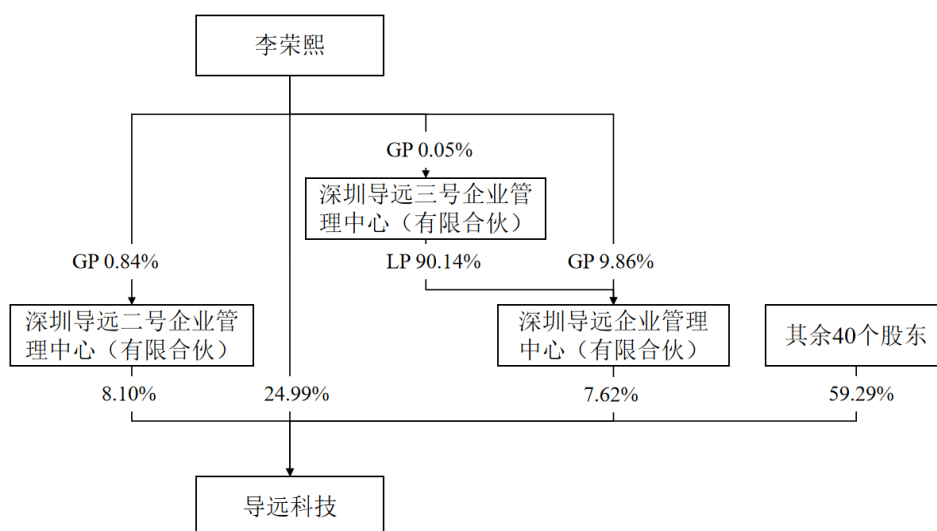 李荣熙
GP 0.05%
深圳导远三号企业管
理中心（有限合伙）
GP 0.84%
LP 90.14%
GP 9.86%
深圳导远二号企业管
理中心（有限合伙）
深圳导远企业管理
中心（有限合伙）
其余40个股东
8.10%
24.99%
7.62%
59.29%
导远科技